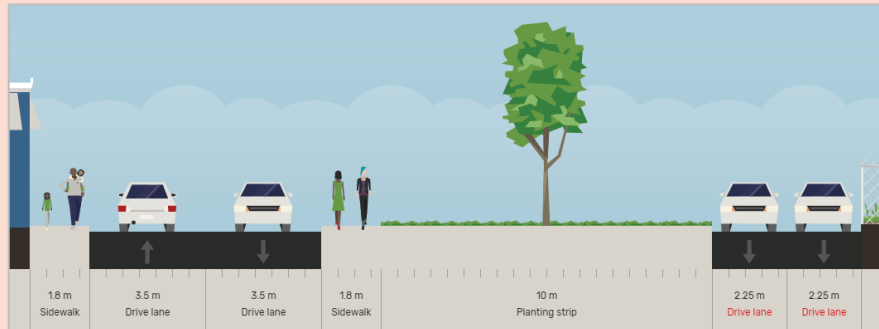 1.8 m
Sidewalk
3.5 m
Drive lane
3.5 m
Drive lane
1.8 m
Sidewalk
10 m
Planting strip
2.25 m
Drive lane
2.25 m
Drive lane